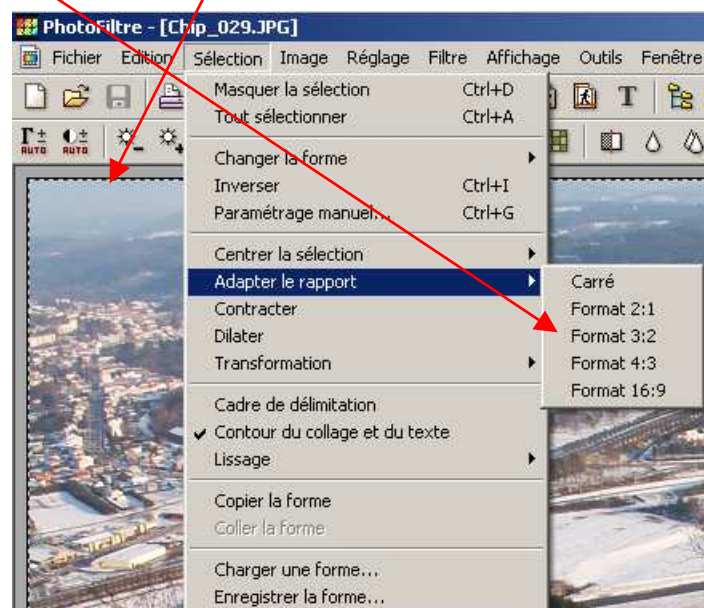 PhotoFiltre - [Chip_029.JPG]
Fichier Edition Sélection Image Réglage Filtre Affichage Outils Fenêtre
T
AUTO AUTO
Masquer la sélection Ctrl+D
Tout sélectionner Ctrl+A
Changer la forme
Inverser Ctrl+I
Paramétrage manuel... Ctrl+G
Centrer la sélection
Adapter le rapport
Carré
Contracter
Format 2:1
Dilater
Format 3:2
Transformation
Format 4:3
Format 16:9
Cadre de délimitation
Contour du collage et du texte
Lissage
Copier la forme
Coller la forme
Charger une forme...
Enregistrer la forme...